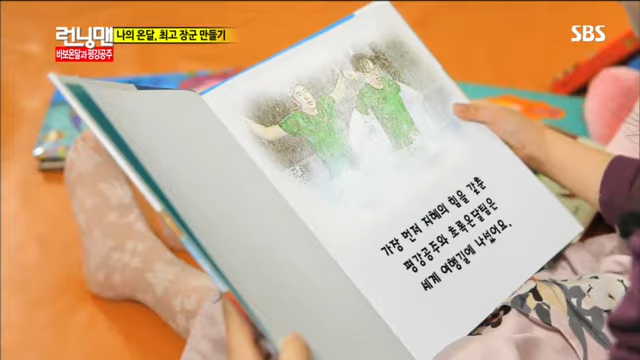 런닝맨
바보온달과 평강공주
나의 온달, 최고 장군 만들기
SBS
가장 먼저 지혜의 힘을 갖춘
평강공주와 초록온달팀은
세계 여행길에 나섰어요.